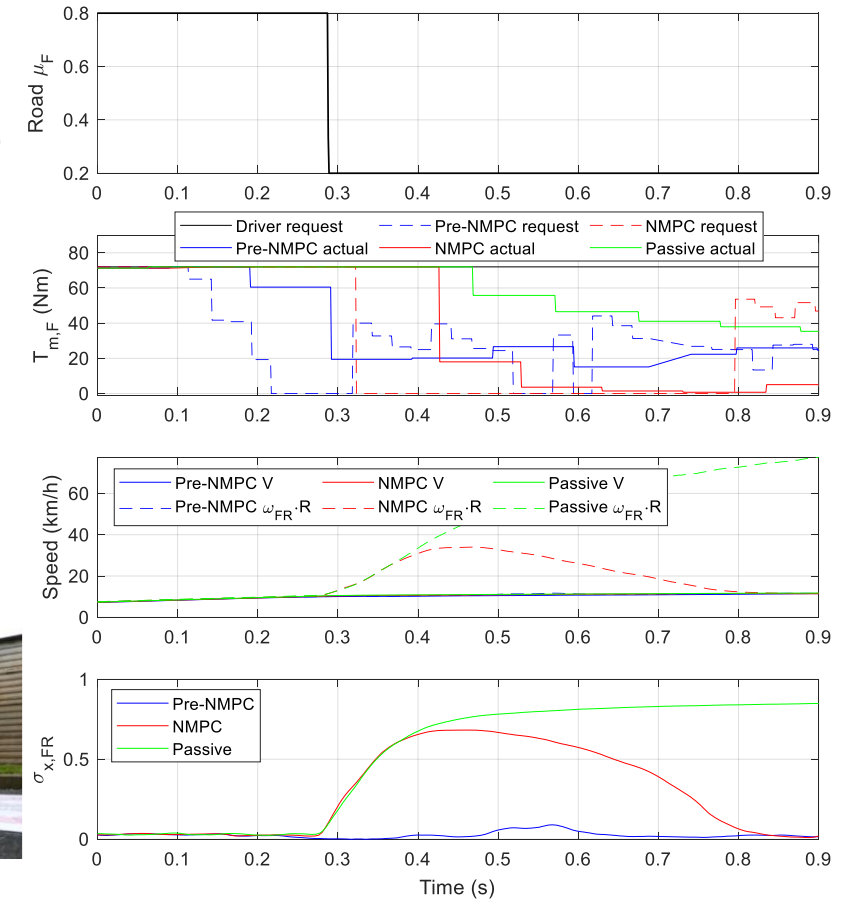 Road μF
0.8
0.6
0.4
0.2
0 0.1 0.2 0.3 0.4 0.5 0.6 0.7 0.8 0.9
Driver request Pre-NMPC request NMPC request
Pre-NMPC actual NMPC actual Passive actual
Tm,F (Nm)
80
60
40
20
0
0 0.1 0.2 0.3 0.4 0.5 0.6 0.7 0.8 0.9
Speed (km/h)
Pre-NMPC V NMPC V Passive V
Pre-NMPC ωFR·R NMPC ωFR·R Passive ωFR·R
60
40
20
0
0 0.1 0.2 0.3 0.4 0.5 0.6 0.7 0.8 0.9
σx,FR
1
0.5
0
Pre-NMPC
NMPC
Passive
0 0.1 0.2 0.3 0.4 0.5 0.6 0.7 0.8 0.9
Time (s)